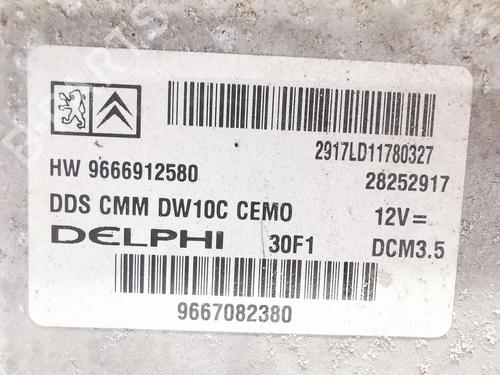 2917LD11780327
HW 9666912580 28252917
DDS CMM DW10C CEMO 12V=
DELPHI 30F1 DCM3.5
9667082380